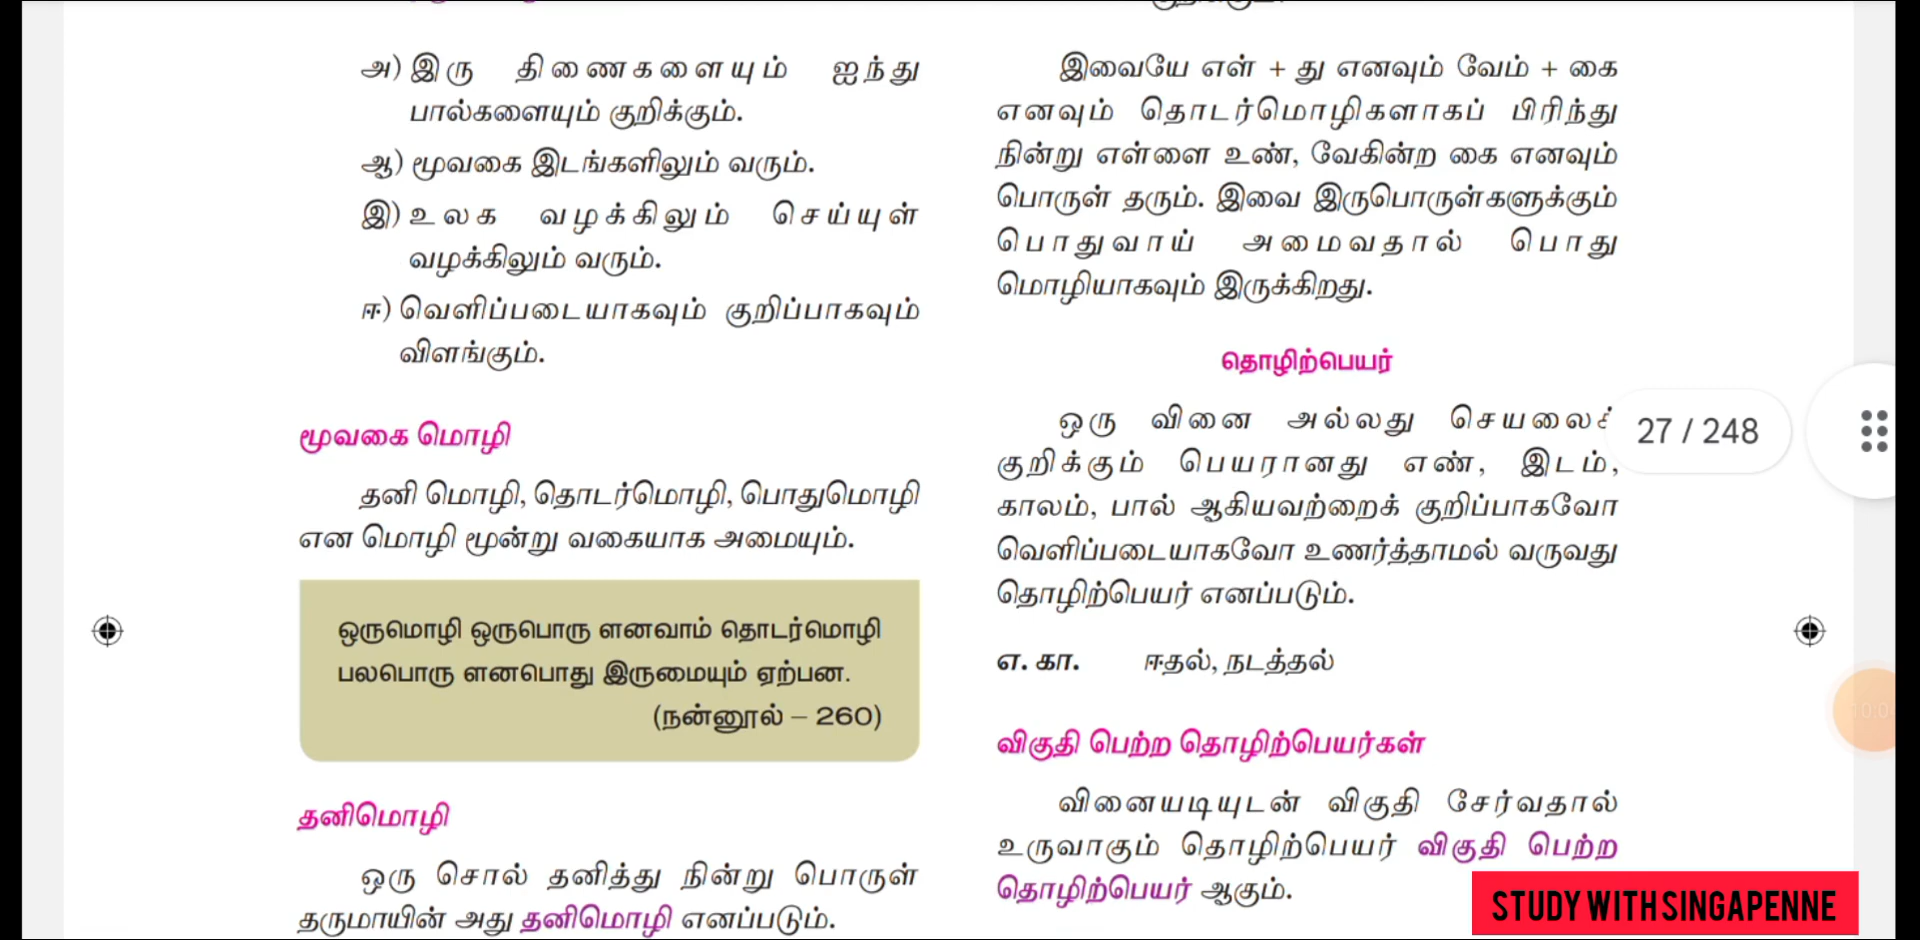 அ) இரு திணைகளையும் ஐந்து
பால்களையும் குறிக்கும்.
ஆ) மூவகை இடங்களிலும் வரும்.
இ) உலக வழக்கிலும் செய்யுள்
வழக்கிலும் வரும்.
ஈ) வெளிப்படையாகவும் குறிப்பாகவும்
விளங்கும்.
மூவகை மொழி
தனி மொழி, தொடர்மொழி, பொதுமொழி
என மொழி மூன்று வகையாக அமையும்.
ஒருமொழி ஒருபொரு ளனவாம் தொடர்மொழி
பலபொரு ளனபொது இருமையும் ஏற்பன.
(நன்னூல் – 260)
தனிமொழி
ஒரு சொல் தனித்து நின்று பொருள்
தருமாயின் அது தனிமொழி எனப்படும்.
இவையே எள் + து எனவும் வேம் + கை
எனவும் தொடர்மொழிகளாகப் பிரிந்து
நின்று எள்ளை உண், வேகின்ற கை எனவும்
பொருள் தரும். இவை இருபொருள்களுக்கும்
பொதுவாய் அமைவதால் பொது
மொழியாகவும் இருக்கிறது.
தொழிற்பெயர்
ஒரு வினை அல்லது செயலைக்
குறிக்கும் பெயரானது எண், இடம்,
காலம், பால் ஆகியவற்றைக் குறிப்பாகவோ
வெளிப்படையாகவோ உணர்த்தாமல் வருவது
தொழிற்பெயர் எனப்படும்.
எ. கா. ஈதல், நடத்தல்
விகுதி பெற்ற தொழிற்பெயர்கள்
வினையடியுடன் விகுதி சேர்வதால்
உருவாகும் தொழிற்பெயர் விகுதி பெற்ற
தொழிற்பெயர் ஆகும்.
27 / 248
STUDY WITH SINGAPENNE